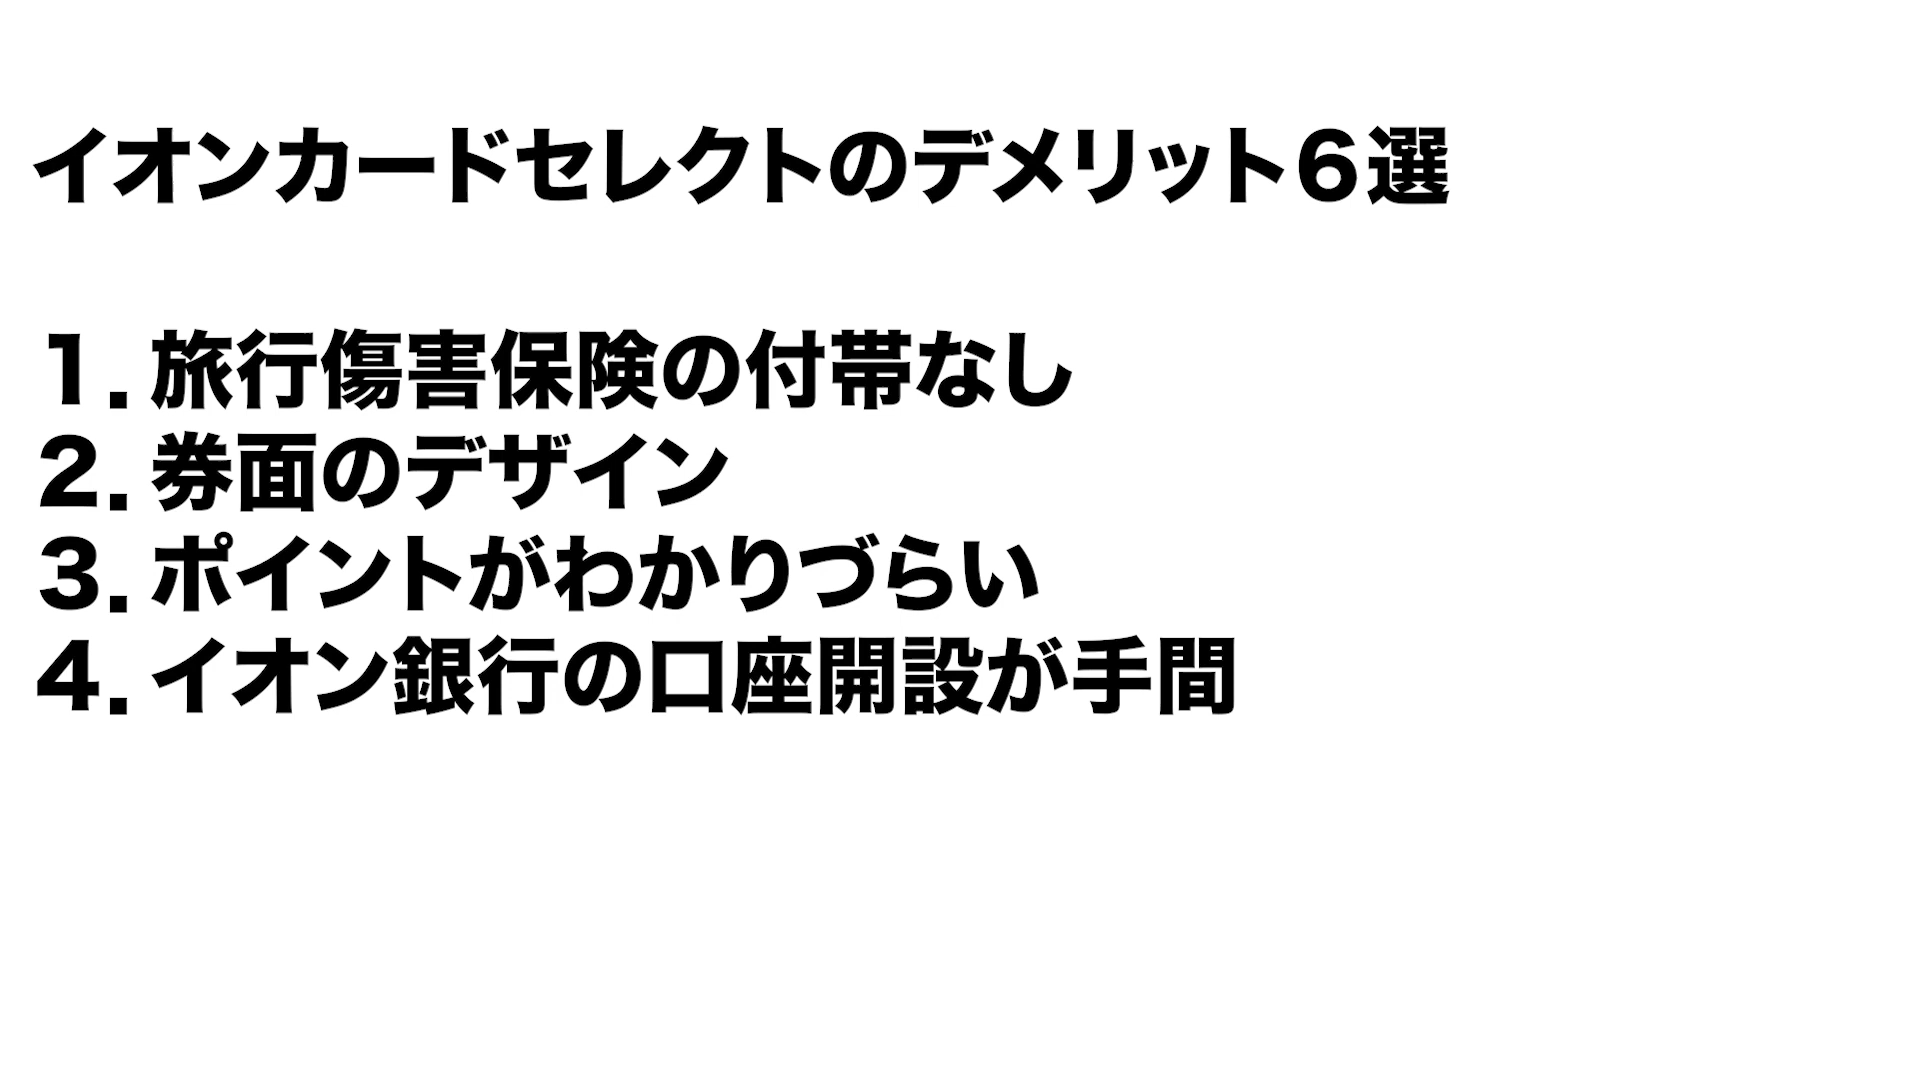 イオンカードセレクトのデメリット６選
１. 旅行傷害保険の付帯なし
２. 券面のデザイン
３. ポイントがわかりづらい
４. イオン銀行の口座開設が手間